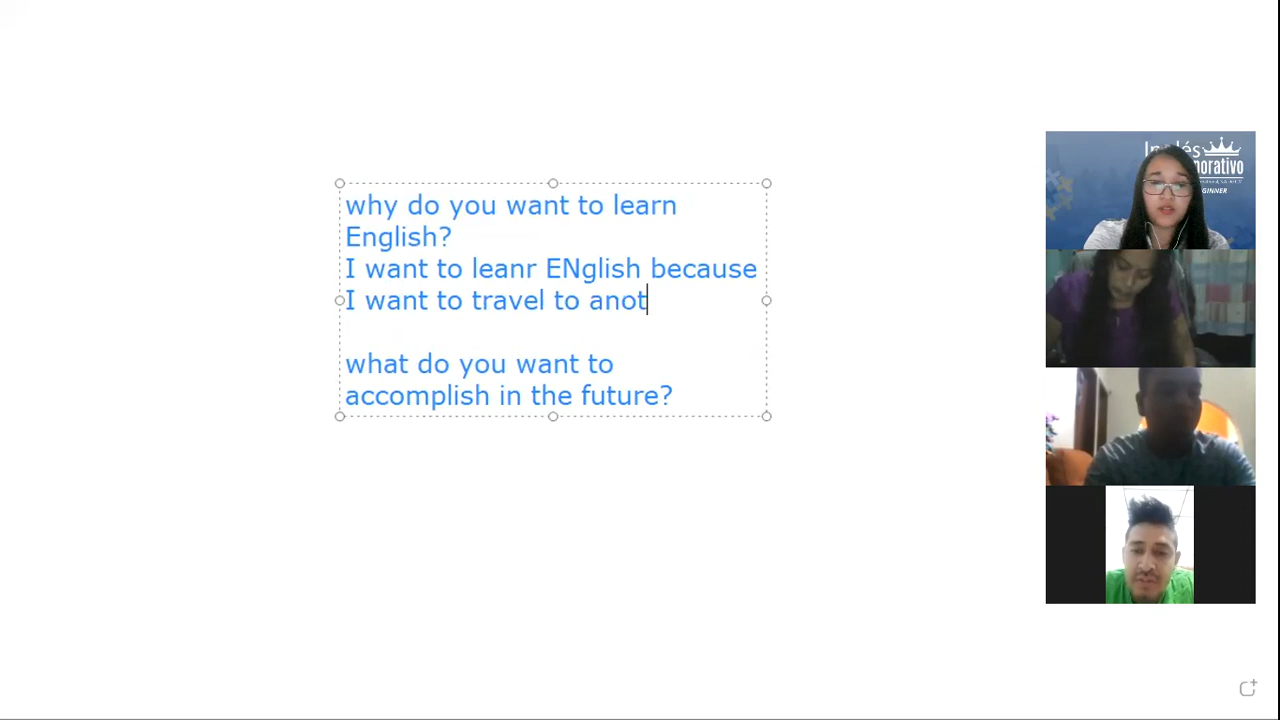 why do you want to learn
English?
I want to leanr ENglish because
I want to travel to anot
what do you want to
accomplish in the future?